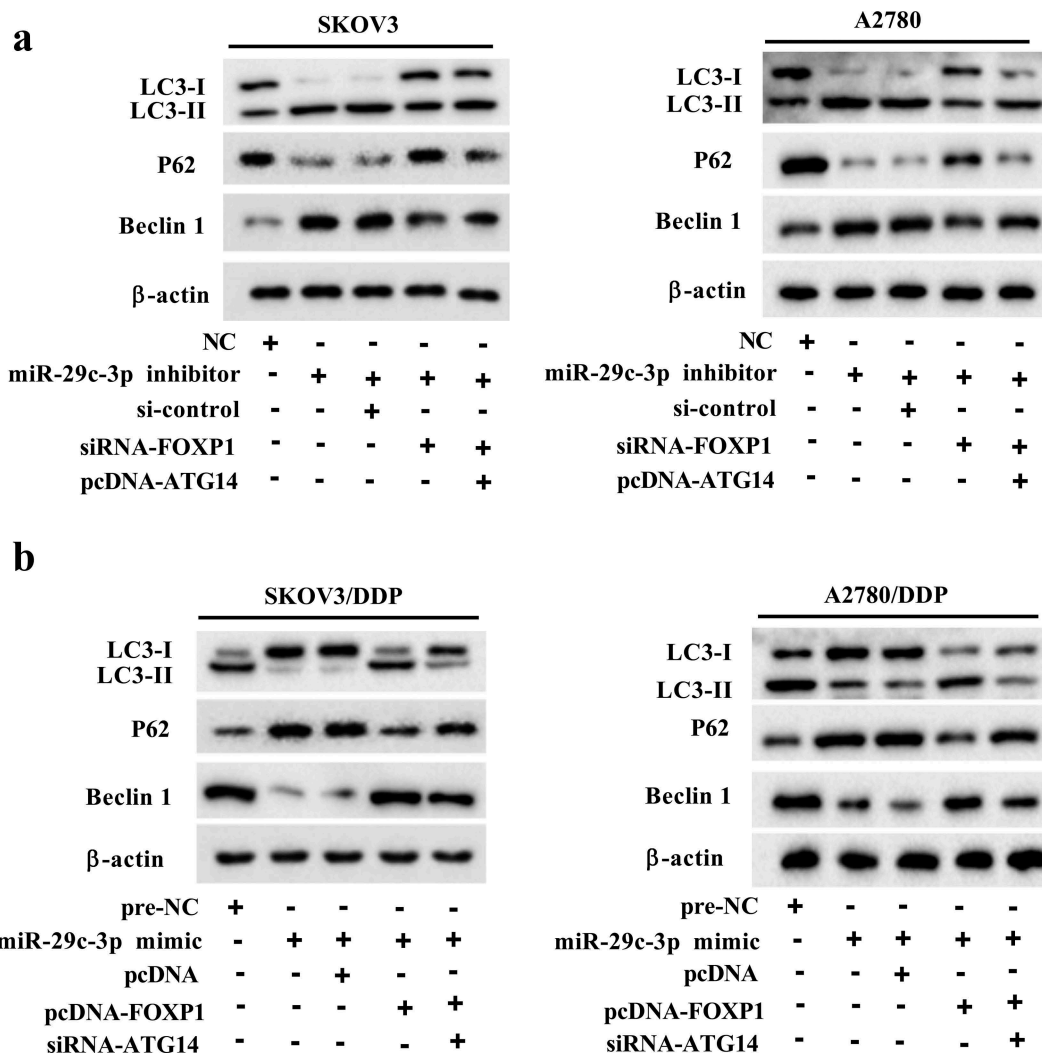 a
SKOV3
LC3-I
LC3-II
P62
Beclin 1
β-actin
NC + - - - -
miR-29c-3p inhibitor - + + + +
si-control - - + - -
siRNA-FOXP1 - - - + +
pcDNA-ATG14 - - - - +
A2780
LC3-I
LC3-II
P62
Beclin 1
β-actin
NC + - - - -
miR-29c-3p inhibitor - + + + +
si-control - - + - -
siRNA-FOXP1 - - - + +
pcDNA-ATG14 - - - - +
b
SKOV3/DDP
LC3-I
LC3-II
P62
Beclin 1
β-actin
pre-NC + - - - -
miR-29c-3p mimic - + + + +
pcDNA - - + - -
pcDNA-FOXP1 - - - + +
siRNA-ATG14 - - - - +
A2780/DDP
LC3-I
LC3-II
P62
Beclin 1
β-actin
pre-NC + - - - -
miR-29c-3p mimic - + + + +
pcDNA - - + - -
pcDNA-FOXP1 - - - + +
siRNA-ATG14 - - - - +